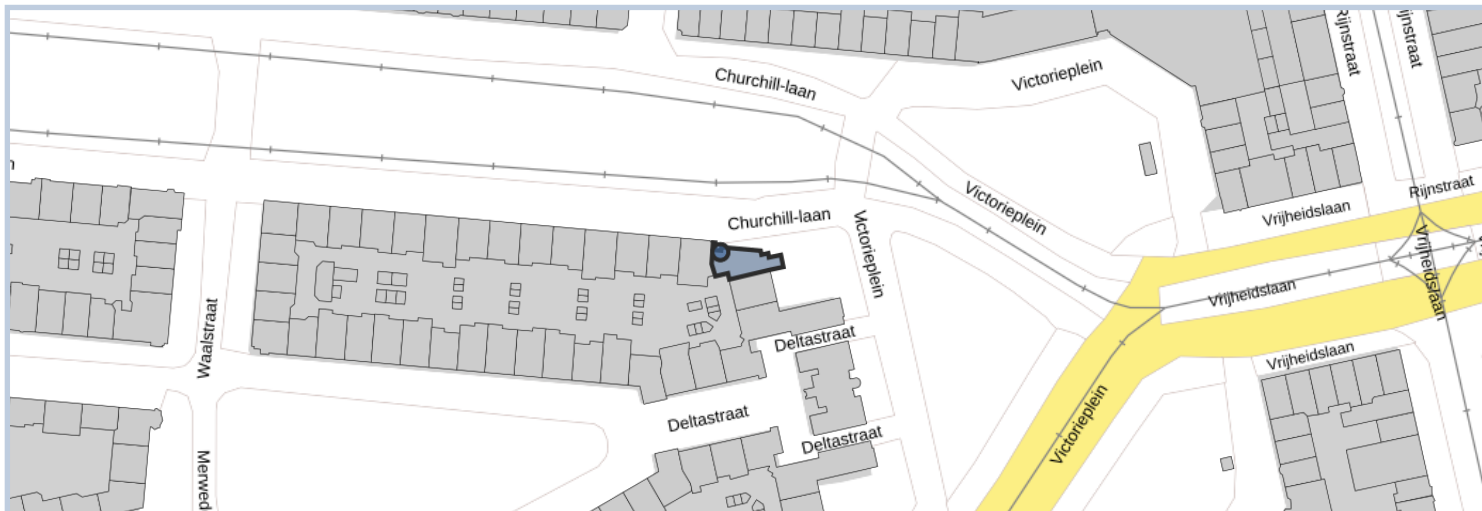 Churchill-laan
Victorieplein
Rijnstraat
Rijnstraat
Victorieplein
Churchill-laan
Victorieplein
Vrijheidslaan
Rijnstraat
Vrijheidslaan
Vrijheidslaan
Waalstraat
Deltastraat
Vrijheidslaan
Deltastraat
Victorieplein
Deltastraat
Merwed